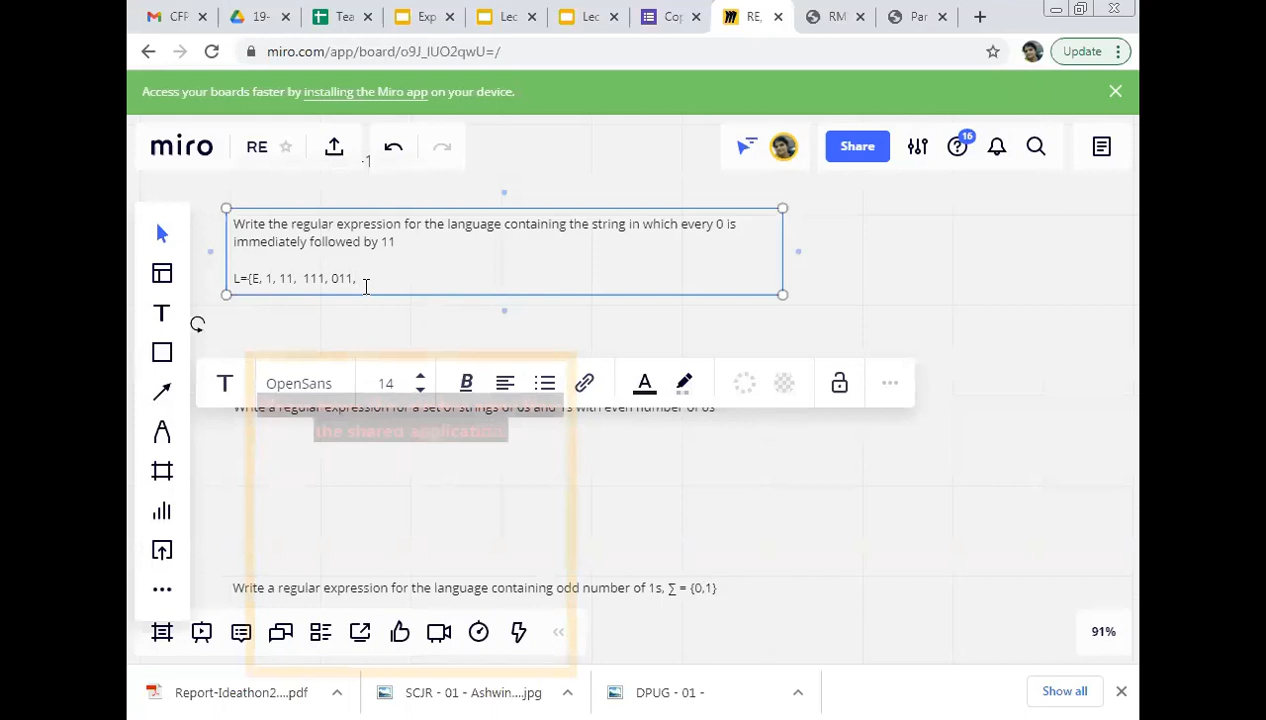 CFP
19-
Tea
Exp
Lec
Lec
Cop
RE,
RM
Par
miro.com/app/board/o9J_lUO2qwU=/
Update
Access your boards faster by installing the Miro app on your device.
miro
RE
Share
16
-1
Write the regular expression for the language containing the string in which every 0 is
immediately followed by 11
L={E, 1, 11, 111, 011,
T
T
OpenSans
14
B
A
Write a regular expression for a set of strings of 0s and 1s with even number of 0s
the shared application
Write a regular expression for the language containing odd number of 1s, ∑ = {0,1}
91%
Report-Ideathon2....pdf
SCJR - 01 - Ashwin....jpg
DPUG - 01 -
Show all